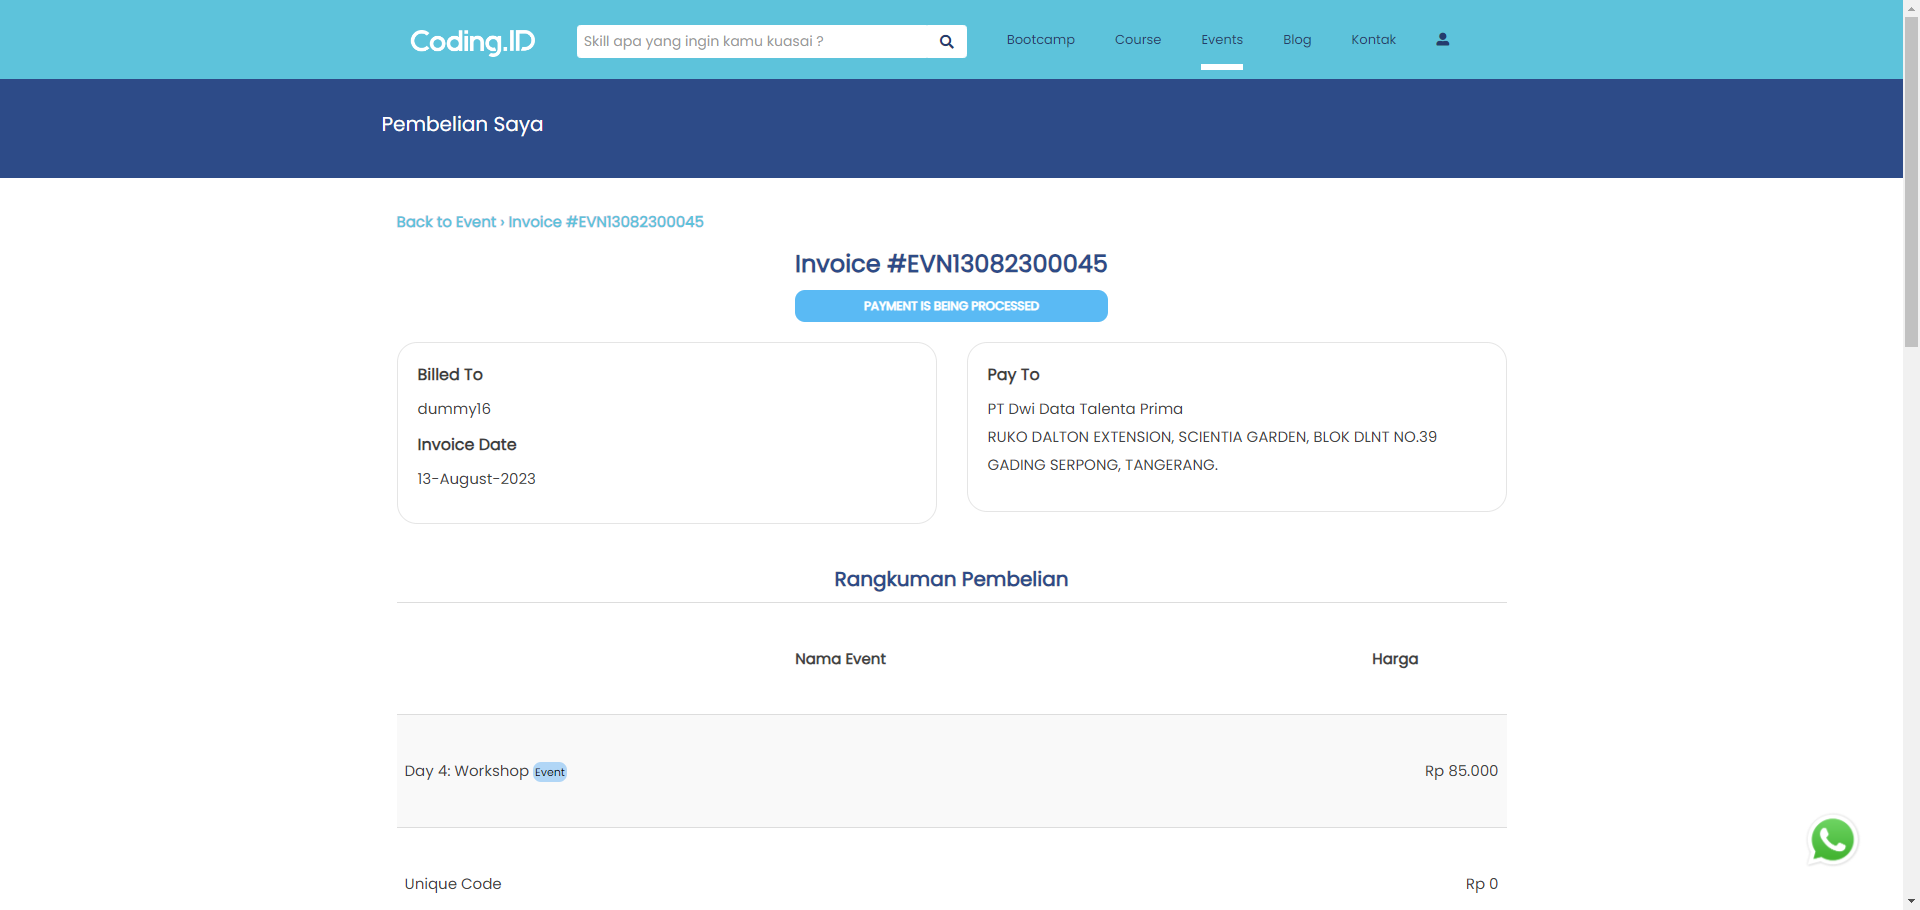 Coding.ID
Skill apa yang ingin kamu kuasai ?
Bootcamp Course Events Blog Kontak
Pembelian Saya
Back to Event › Invoice #EVN13082300045
Invoice #EVN13082300045
PAYMENT IS BEING PROCESSED
Billed To
dummy16
Invoice Date
13-August-2023
Pay To
PT Dwi Data Talenta Prima
RUKO DALTON EXTENSION, SCIENTIA GARDEN, BLOK DLNT NO.39
GADING SERPONG, TANGERANG.
Rangkuman Pembelian
Nama Event Harga
Day 4: Workshop Event Rp 85.000
Unique Code Rp 0